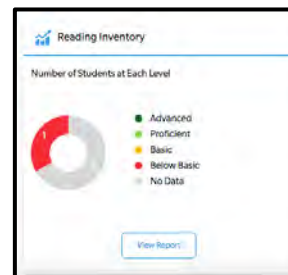 Reading Inventory
Number of Students at Each Level
1
Advanced
Proficient
Basic
Below Basic
No Data
View Report